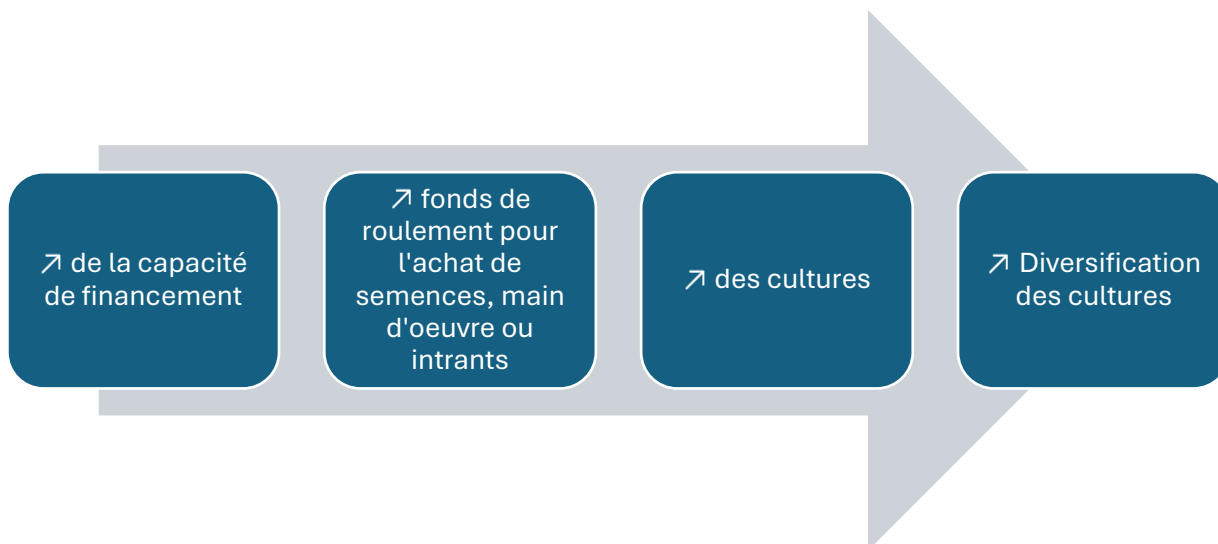 ↗ de la capacité
de financement
↗ fonds de
roulement pour
l'achat de
semences, main
d'oeuvre ou
intrants
↗ des cultures
↗ Diversification
des cultures